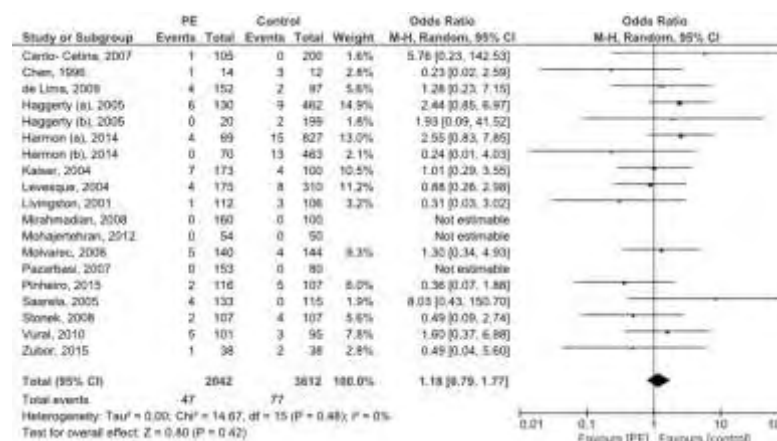 PE Control Odds Ratio Odds Ratio
Study or Subgroup Events Total Events Total Weight M-H, Random, 95% CI M-H, Random, 95% CI
Canto- Cetina, 2007 1 105 0 200 1.6% 5.76 [0.23, 142.53]
Chen, 1996 1 14 3 12 2.8% 0.23 [0.02, 2.59]
de Lima, 2009 4 152 2 97 5.6% 1.28 [0.23, 7.15]
Haggerty (a), 2005 6 130 9 462 14.9% 2.44 [0.85, 6.97]
Haggerty (b), 2005 0 20 2 199 1.8% 1.93 [0.09, 41.52]
Harmon (a), 2014 4 69 15 627 13.0% 2.55 [0.83, 7.85]
Harmon (b), 2014 0 70 13 463 2.1% 0.24 [0.01, 4.03]
Kaiser, 2004 7 173 4 100 10.5% 1.01 [0.29, 3.55]
Levesque, 2004 4 175 8 310 11.2% 0.88 [0.26, 2.98]
Livingston, 2001 1 112 3 106 3.2% 0.31 [0.03, 3.02]
Mirahmadian, 2008 0 160 0 100 Not estimable
Mohajertehran, 2012 0 54 0 50 Not estimable
Molvarec, 2006 5 140 4 144 9.3% 1.30 [0.34, 4.93]
Pazarbasi, 2007 0 153 0 80 Not estimable
Pinheiro, 2015 2 116 5 107 6.0% 0.36 [0.07, 1.88]
Saarela, 2005 4 133 0 115 1.9% 8.03 [0.43, 150.70]
Stonek, 2008 2 107 4 107 5.6% 0.49 [0.09, 2.74]
Vural, 2010 5 101 3 95 7.8% 1.60 [0.37, 6.88]
Zubor, 2015 1 38 2 38 2.8% 0.49 [0.04, 5.60]
Total (95% CI) 2042 3612 100.0% 1.18 [0.79, 1.77]
Total events 47 77
Heterogeneity: Tau² = 0.00; Chi² = 14.67, df = 15 (P = 0.48); I² = 0%
Test for overall effect: Z = 0.80 (P = 0.42)
0.01 0.1 1 10
Favours [PE] Favours [control]